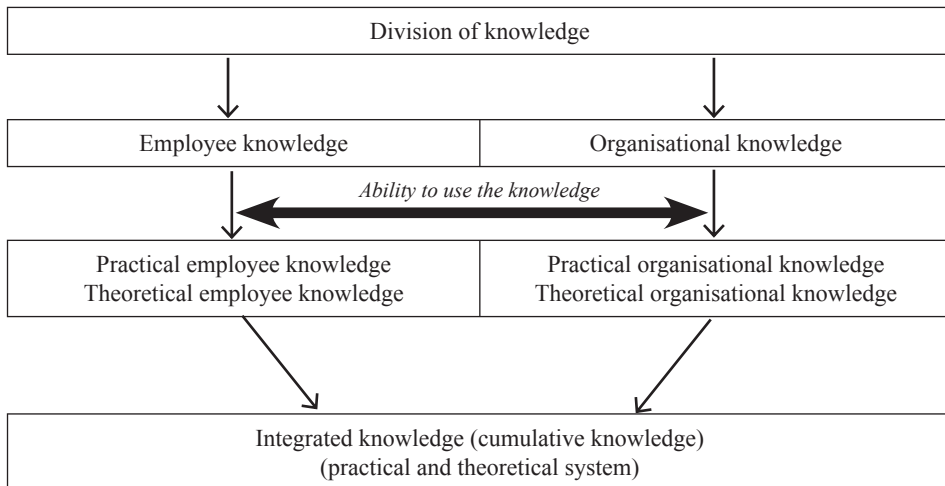 Division of knowledge
Employee knowledge
Organisational knowledge
Ability to use the knowledge
Practical employee knowledge
Theoretical employee knowledge
Practical organisational knowledge
Theoretical organisational knowledge
Integrated knowledge (cumulative knowledge)
(practical and theoretical system)